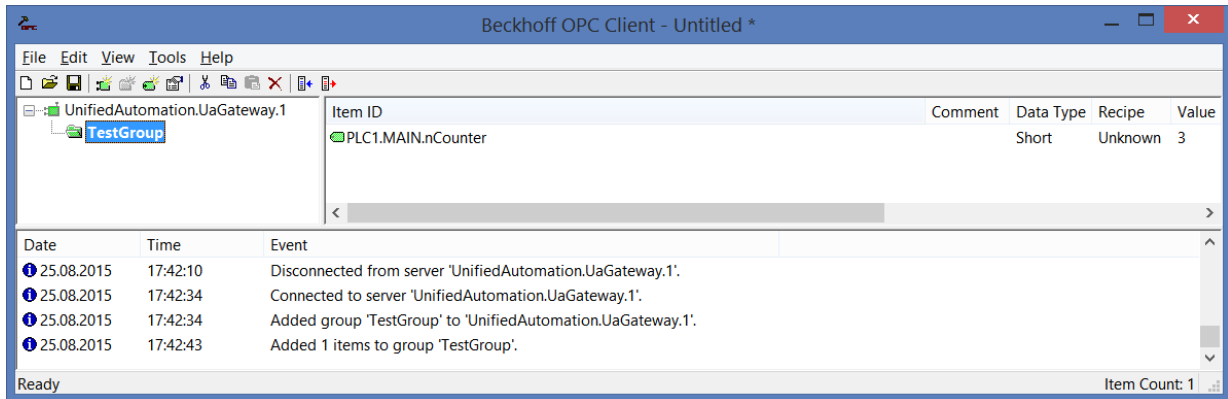 OPC
Beckhoff OPC Client - Untitled *
File Edit View Tools Help
UnifiedAutomation.UaGateway.1
TestGroup
Item ID Comment Data Type Recipe Value
PLC1.MAIN.nCounter Short Unknown 3
Date Time Event
25.08.2015 17:42:10 Disconnected from server 'UnifiedAutomation.UaGateway.1'.
25.08.2015 17:42:34 Connected to server 'UnifiedAutomation.UaGateway.1'.
25.08.2015 17:42:34 Added group 'TestGroup' to 'UnifiedAutomation.UaGateway.1'.
25.08.2015 17:42:43 Added 1 items to group 'TestGroup'.
Ready Item Count: 1